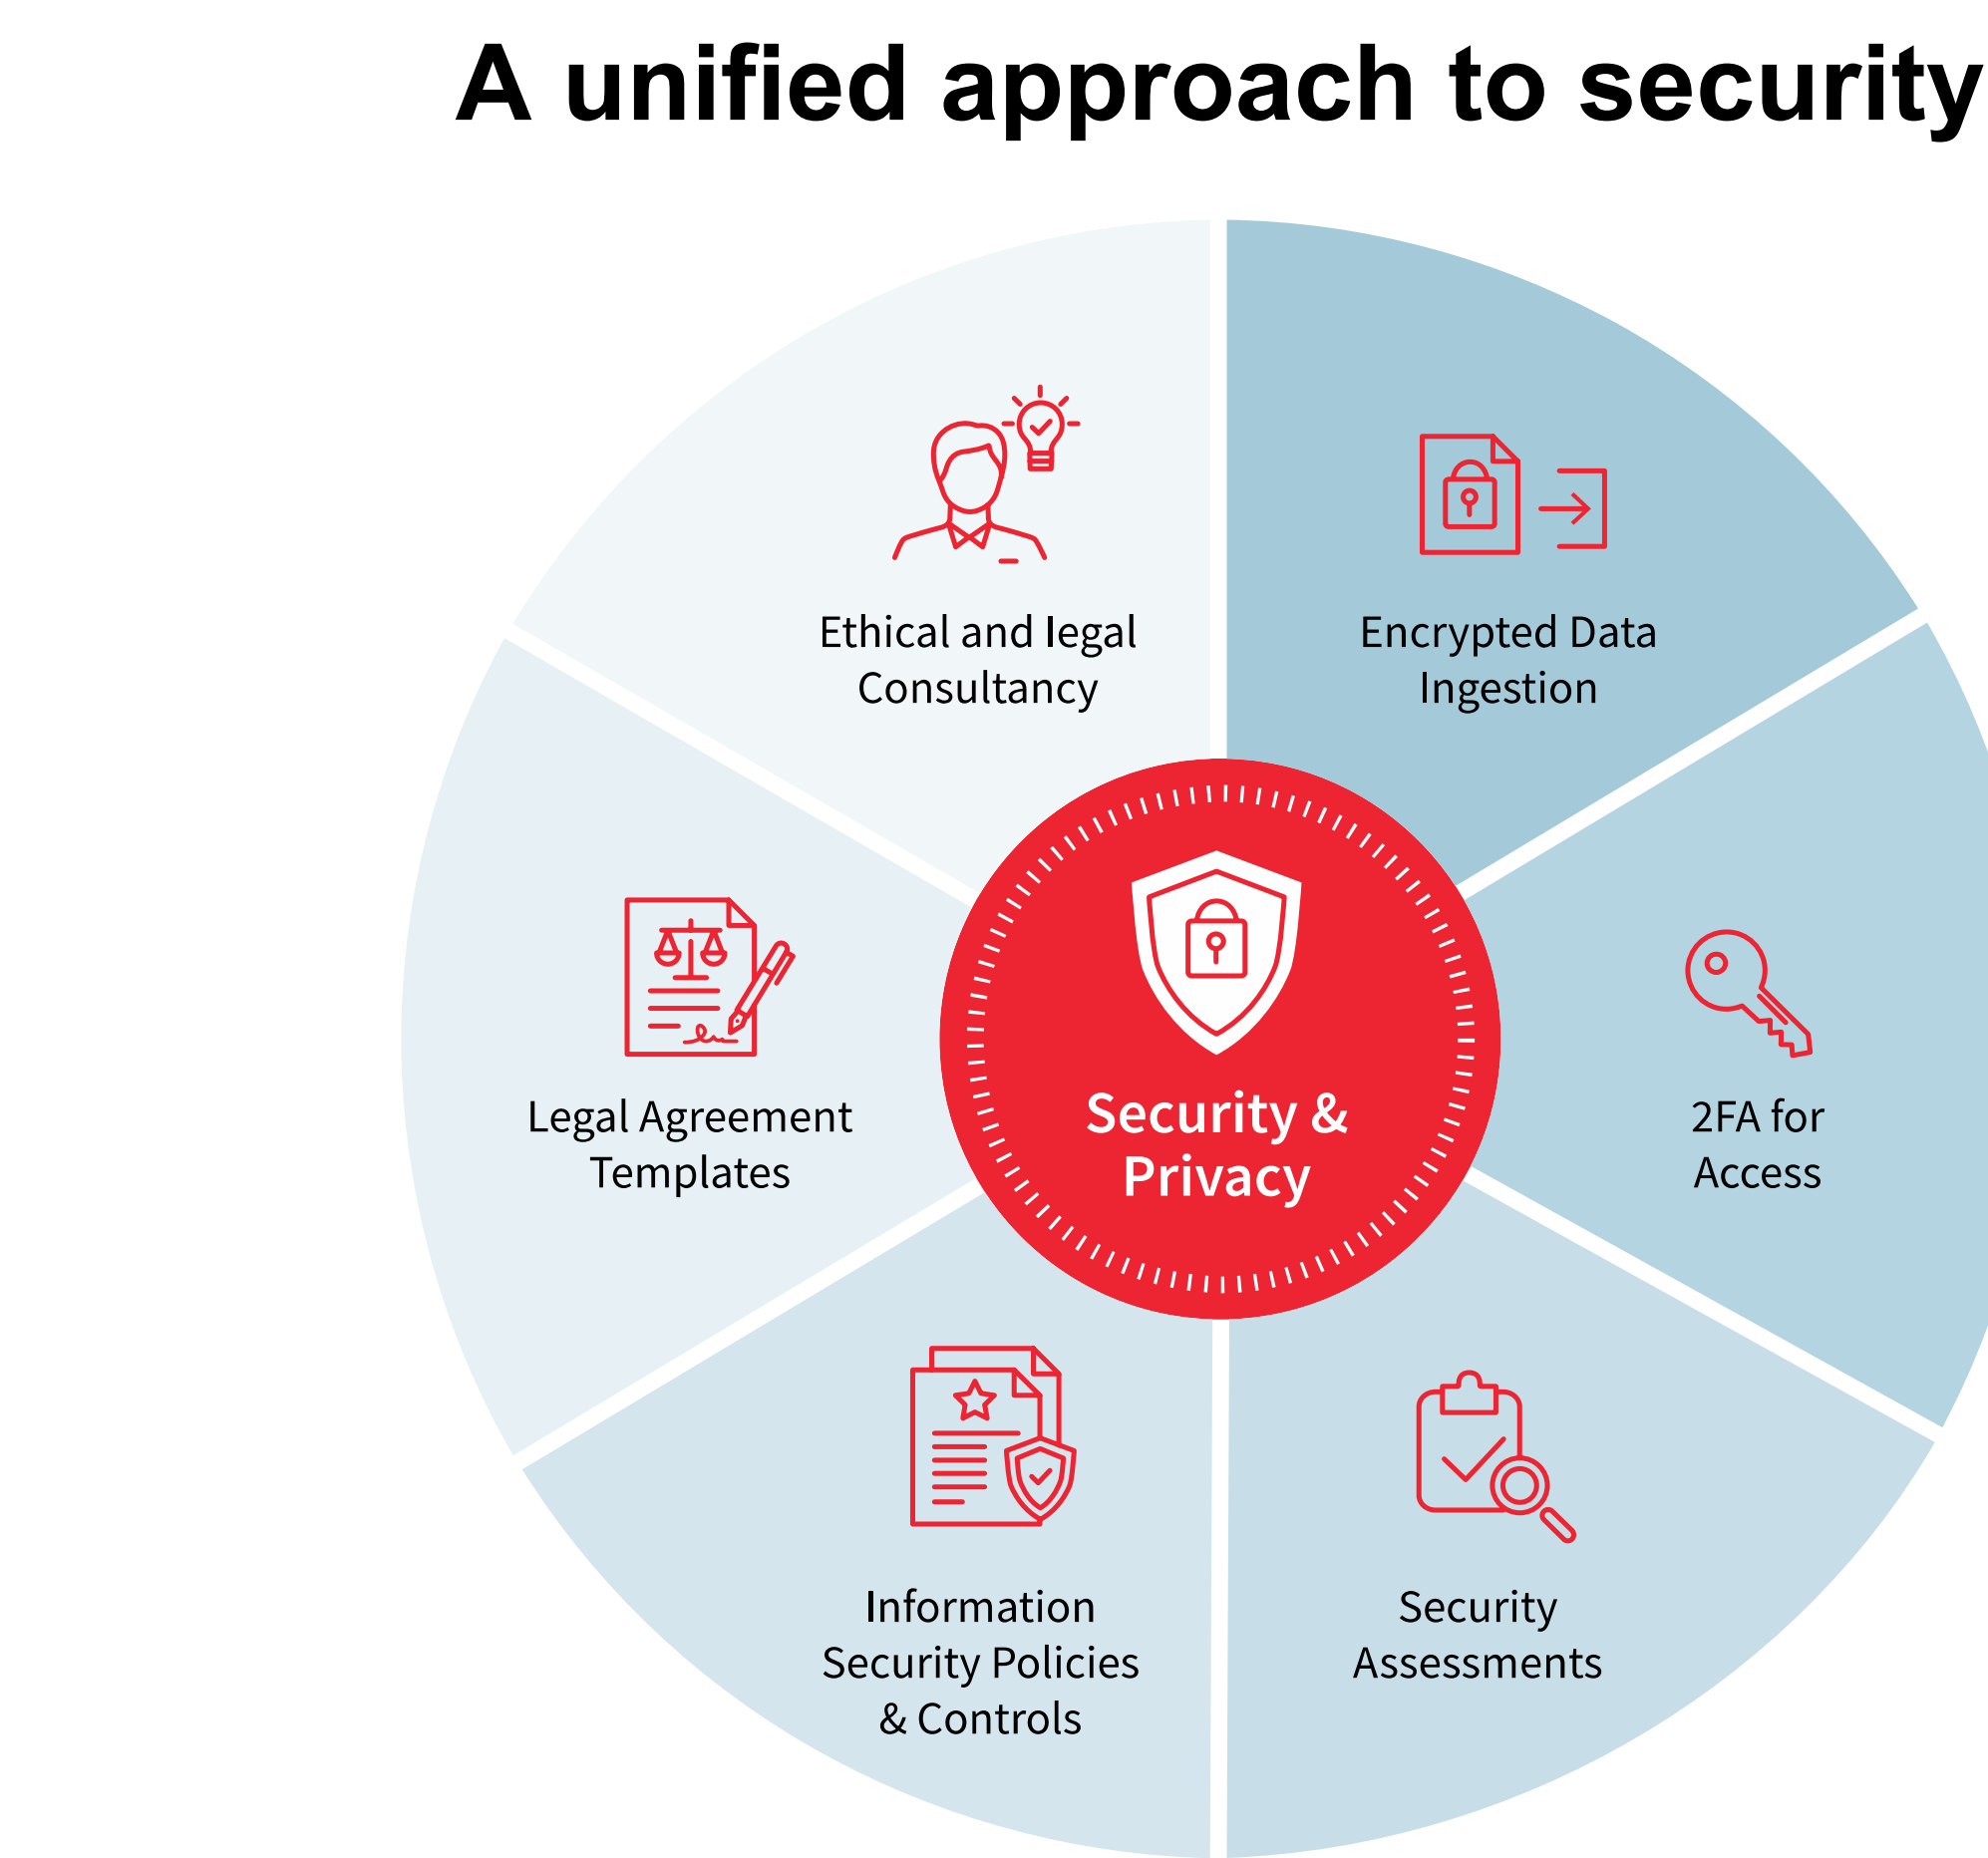 A unified approach to security
Encrypted Data
Ingestion
2FA for
Access
Security
Assessments
Information
Security Policies
& Controls
Legal Agreement
Templates
Ethical and legal
Consultancy
Security &
Privacy